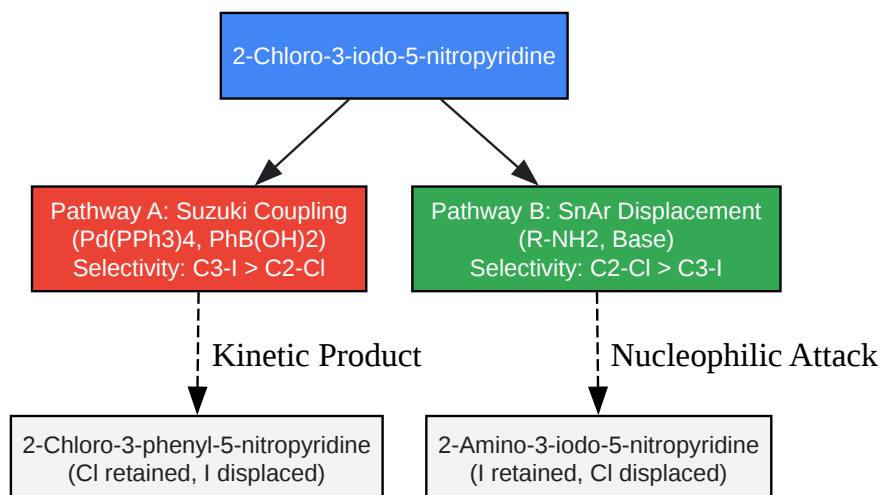 2-Chloro-3-iodo-5-nitropyridine
Pathway A: Suzuki Coupling
(Pd(PPh3)4, PhB(OH)2)
Selectivity: C3-I > C2-Cl
Pathway B: SnAr Displacement
(R-NH2, Base)
Selectivity: C2-Cl > C3-I
Kinetic Product
Nucleophilic Attack
2-Chloro-3-phenyl-5-nitropyridine
(Cl retained, I displaced)
2-Amino-3-iodo-5-nitropyridine
(I retained, Cl displaced)